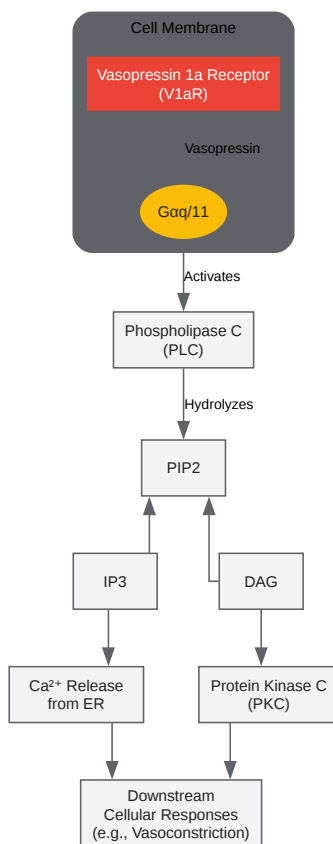 Cell Membrane
Vasopressin 1a Receptor
(V1aR)
Vasopressin
Gαq/11
Activates
Phospholipase C
(PLC)
Hydrolyzes
PIP2
IP3
DAG
Ca²⁺ Release
from ER
Protein Kinase C
(PKC)
Downstream
Cellular Responses
(e.g., Vasoconstriction)